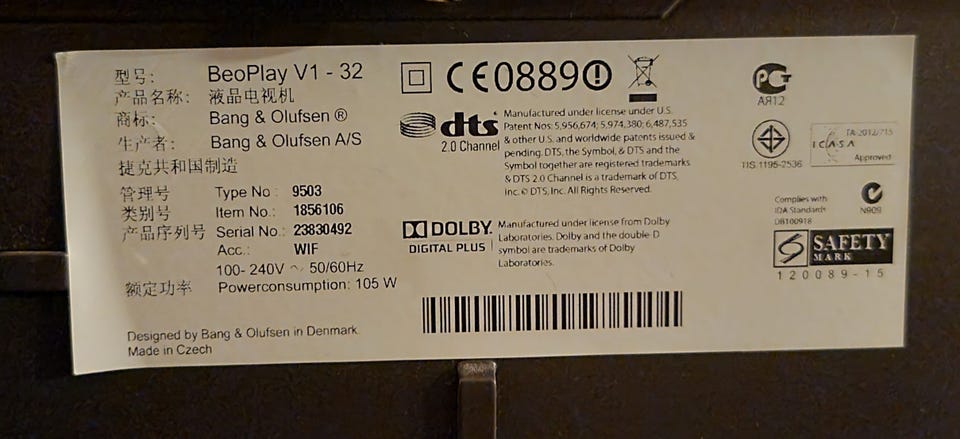 型号: BeoPlay V1 - 32
产品名称: 液晶电视机
商标: Bang & Olufsen ®
生产者: Bang & Olufsen A/S
捷克共和国制造
管理号 Type No : 9503
类别号 Item No.: 1856106
产品序列号 Serial No.: 23830492
Acc.: WIF
100- 240V ~ 50/60Hz
额定功率 Powerconsumption: 105 W
Designed by Bang & Olufsen in Denmark.
Made in Czech
CE0889
dts
2.0 Channel
Manufactured under license under U.S.
Patent Nos: 5,956,674; 5,974,380; 6,487,535
& other U.S. and worldwide patents issued &
pending. DTS, the Symbol, & DTS and the
Symbol together are registered trademarks
& DTS 2.0 Channel is a trademark of DTS,
Inc. © DTS, Inc. All Rights Reserved.
DOLBY
DIGITAL PLUS
Manufactured under license from Dolby
Laboratories. Dolby and the double-D
symbol are trademarks of Dolby
Laboratories.
АЯ12
TIS.1195-2536
TA-2012/715
ICASA
Approved
Complies with
IDA Standards
DB100918
N909
SAFETY
MARK
120089-15